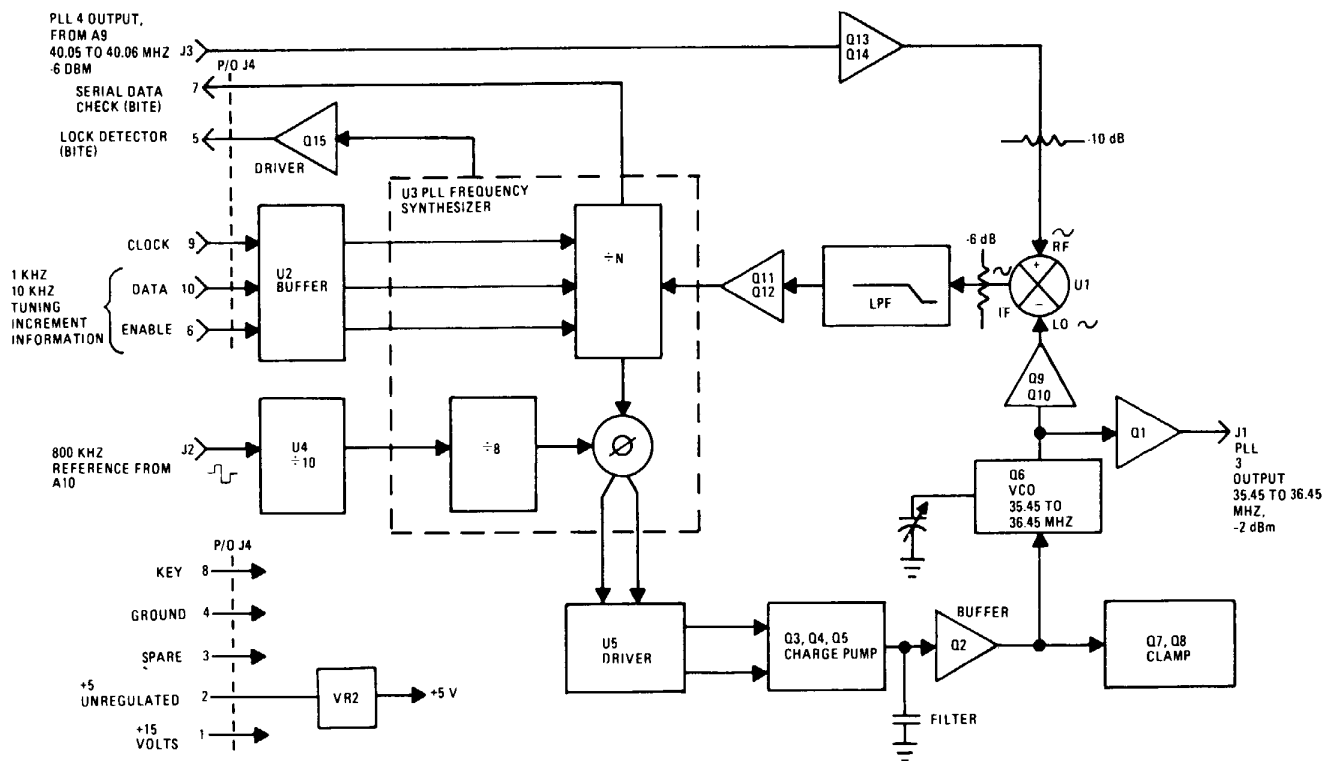 PLL 4 OUTPUT,
FROM A9
40.05 TO 40.06 MHZ J3
-6 DBM
P/O J4
SERIAL DATA 7
CHECK (BITE)
LOCK DETECTOR 5
(BITE)
Q15
DRIVER
Q13
Q14
-10 dB
U3 PLL FREQUENCY
SYNTHESIZER
CLOCK 9
1 KHZ
10 KHZ
TUNING
INCREMENT
INFORMATION
DATA 10
ENABLE 6
U2
BUFFER
÷N
Q11
Q12
LPF
-6 dB
RF
+
U1
−
IF
LO
Q9
Q10
800 KHZ
REFERENCE FROM
A10
J2
U4
÷10
÷8
Ø
Q1
J1
PLL
3
OUTPUT
35.45 TO 36.45
MHZ,
-2 dBm
Q6
VCO
35.45 TO
36.45 MHZ
P/O J4
KEY 8
GROUND 4
SPARE 3
+5
UNREGULATED 2
VR2
+5 V
+15
VOLTS 1
U5
DRIVER
Q3, Q4, Q5
CHARGE PUMP
BUFFER
Q2
Q7, Q8
CLAMP
FILTER